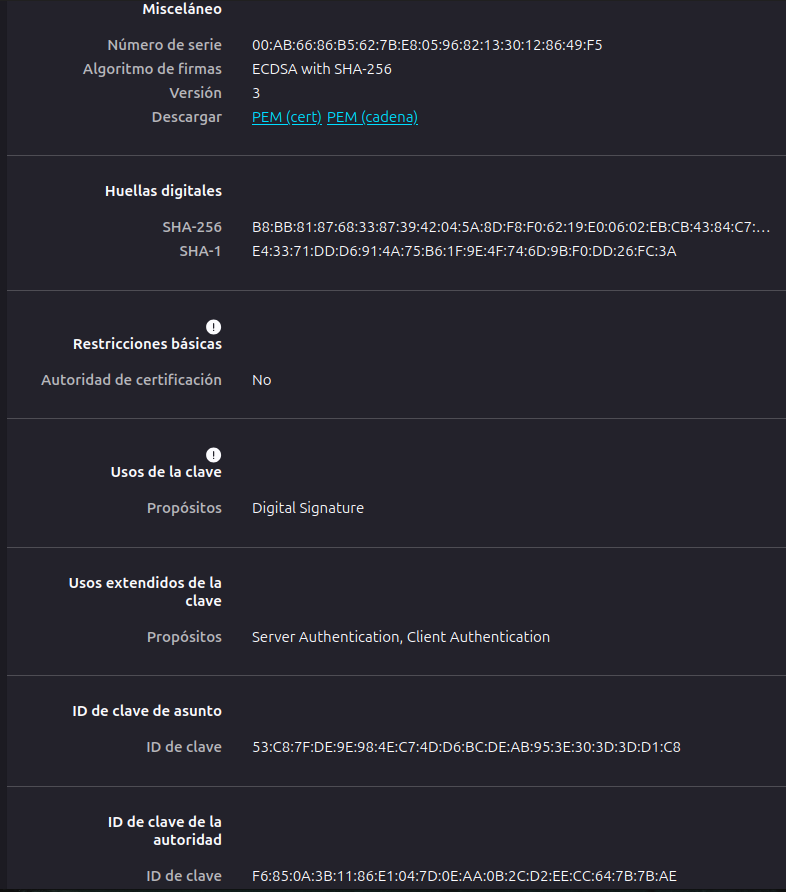 Misceláneo
Número de serie 00:AB:66:86:B5:62:7B:E8:05:96:82:13:30:12:86:49:F5
Algoritmo de firmas ECDSA with SHA-256
Versión 3
Descargar PEM (cert) PEM (cadena)
Huellas digitales
SHA-256 B8:BB:81:87:68:33:87:39:42:04:5A:8D:F8:F0:62:19:E0:06:02:EB:CB:43:84:C7:…
SHA-1 E4:33:71:DD:D6:91:4A:75:B6:1F:9E:4F:74:6D:9B:F0:DD:26:FC:3A
Restricciones básicas
Autoridad de certificación No
Usos de la clave
Propósitos Digital Signature
Usos extendidos de la
clave
Propósitos Server Authentication, Client Authentication
ID de clave de asunto
ID de clave 53:C8:7F:DE:9E:98:4E:C7:4D:D6:BC:DE:AB:95:3E:30:3D:3D:D1:C8
ID de clave de la
autoridad
ID de clave F6:85:0A:3B:11:86:E1:04:7D:0E:AA:0B:2C:D2:EE:CC:64:7B:7B:AE